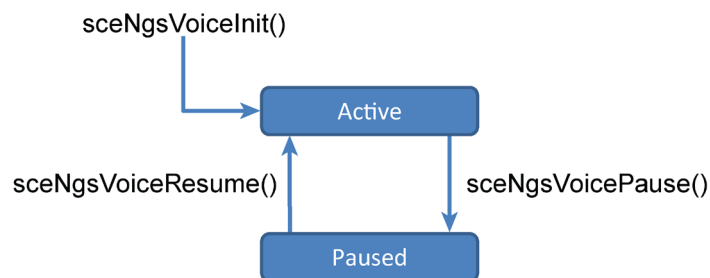 sceNgsVoiceInit()
Active
sceNgsVoiceResume()
sceNgsVoicePause()
Paused